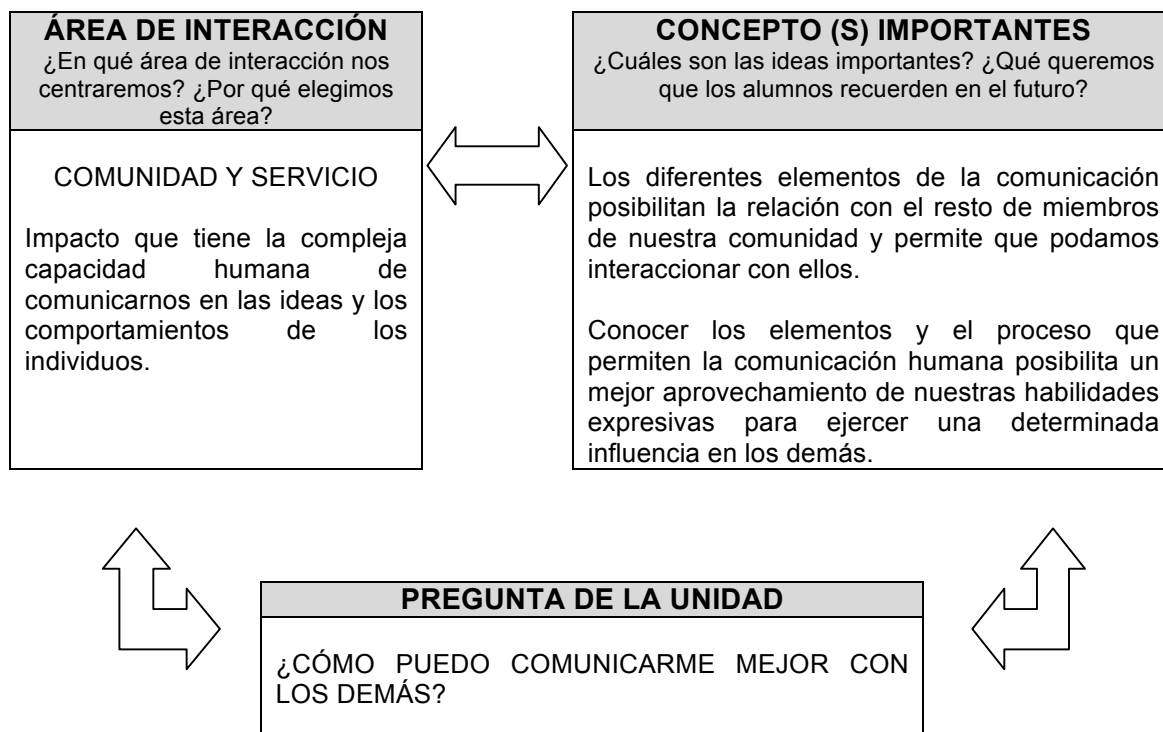 ÁREA DE INTERACCIÓN
¿En qué área de interacción nos
centraremos? ¿Por qué elegimos
esta área?
COMUNIDAD Y SERVICIO
Impacto que tiene la compleja
capacidad humana de
comunicarnos en las ideas y los
comportamientos de los
individuos.
CONCEPTO (S) IMPORTANTES
¿Cuáles son las ideas importantes? ¿Qué queremos
que los alumnos recuerden en el futuro?
Los diferentes elementos de la comunicación
posibilitan la relación con el resto de miembros
de nuestra comunidad y permite que podamos
interaccionar con ellos.
Conocer los elementos y el proceso que
permiten la comunicación humana posibilita un
mejor aprovechamiento de nuestras habilidades
expresivas para ejercer una determinada
influencia en los demás.
PREGUNTA DE LA UNIDAD
¿CÓMO PUEDO COMUNICARME MEJOR CON
LOS DEMÁS?